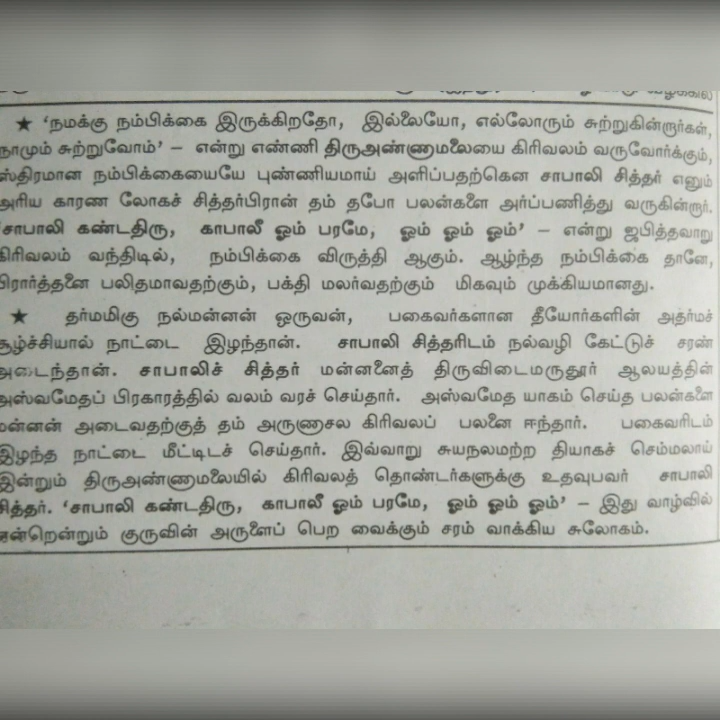 ★ ‘நமக்கு நம்பிக்கை இருக்கிறதோ, இல்லையோ, எல்லோரும் சுற்றுகின்றார்கள்,
நாமும் சுற்றுவோம்’ – என்று எண்ணி திருஅண்ணாமலையை கிரிவலம் வருவோர்க்கும்,
ஸ்திரமான நம்பிக்கையையே புண்ணியமாய் அளிப்பதற்கென சாபாலி சித்தர் எனும்
அரிய காரண லோகச் சித்தர்பிரான் தம் தபோ பலன்களை அர்ப்பணித்து வருகின்றார்.
‘சாபாலி கண்டதிரு, காபாலீ ஓம் பரமே, ஓம் ஓம் ஓம்’ – என்று ஜபித்தவாறு
கிரிவலம் வந்திடில், நம்பிக்கை விருத்தி ஆகும். ஆழ்ந்த நம்பிக்கை தானே,
பிரார்த்தனை பலிதமாவதற்கும், பக்தி மலர்வதற்கும் மிகவும் முக்கியமானது.
★ தர்மமிகு நல்மன்னன் ஒருவன், பகைவர்களான தீயோர்களின் அதர்மச்
சூழ்ச்சியால் நாட்டை இழந்தான். சாபாலி சித்தரிடம் நல்வழி கேட்டுச் சரண்
அடைந்தான். சாபாலிச் சித்தர் மன்னனைத் திருவிடைமருதூர் ஆலயத்தின்
அஸ்வமேதப் பிரகாரத்தில் வலம் வரச் செய்தார். அஸ்வமேத யாகம் செய்த பலன்களை
மன்னன் அடைவதற்குத் தம் அருணாசல கிரிவலப் பலனை ஈந்தார். பகைவரிடம்
இழந்த நாட்டை மீட்டிடச் செய்தார். இவ்வாறு சுயநலமற்ற தியாகச் செம்மலாய்
இன்றும் திருஅண்ணாமலையில் கிரிவலத் தொண்டர்களுக்கு உதவுபவர் சாபாலி
சித்தர். ‘சாபாலி கண்டதிரு, காபாலீ ஓம் பரமே, ஓம் ஓம் ஓம்’ – இது வாழ்வில்
என்றென்றும் குருவின் அருளைப் பெற வைக்கும் சரம் வாக்கிய சுலோகம்.